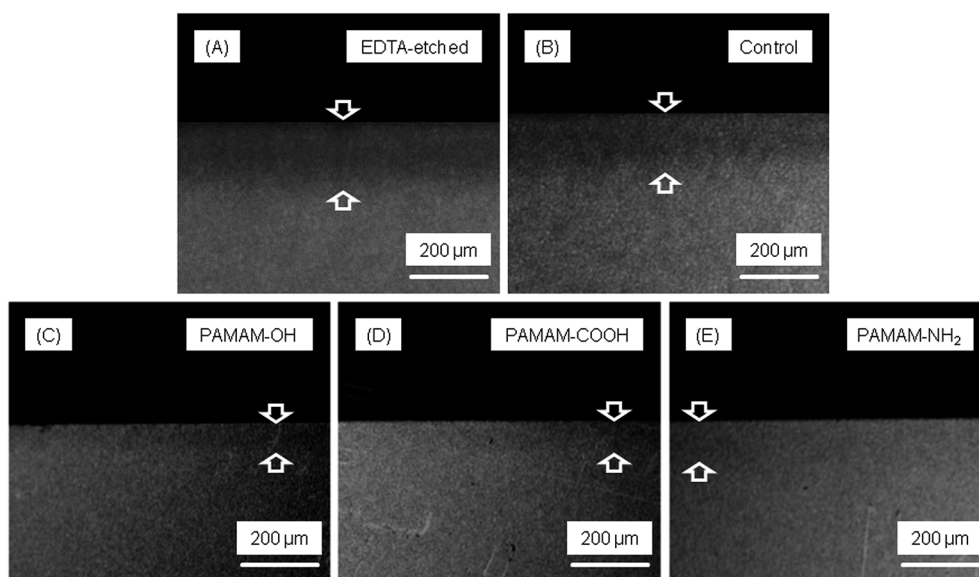 (A) EDTA-etched
(B) Control
200 µm
200 µm
(C) PAMAM-OH
(D) PAMAM-COOH
(E) PAMAM-NH₂
200 µm
200 µm
200 µm